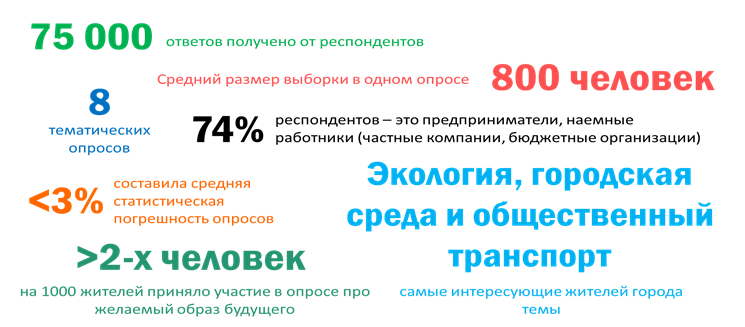 75 000 ответов получено от респондентов
Средний размер выборки в одном опросе 800 человек
8
тематических
опросов
74% респондентов – это предприниматели, наемные
работники (частные компании, бюджетные организации)
<3% составила средняя
статистическая
погрешность опросов
Экология, городская
среда и общественный
транспорт
самые интересующие жителей города
темы
>2-х человек
на 1000 жителей приняло участие в опросе про
желаемый образ будущего